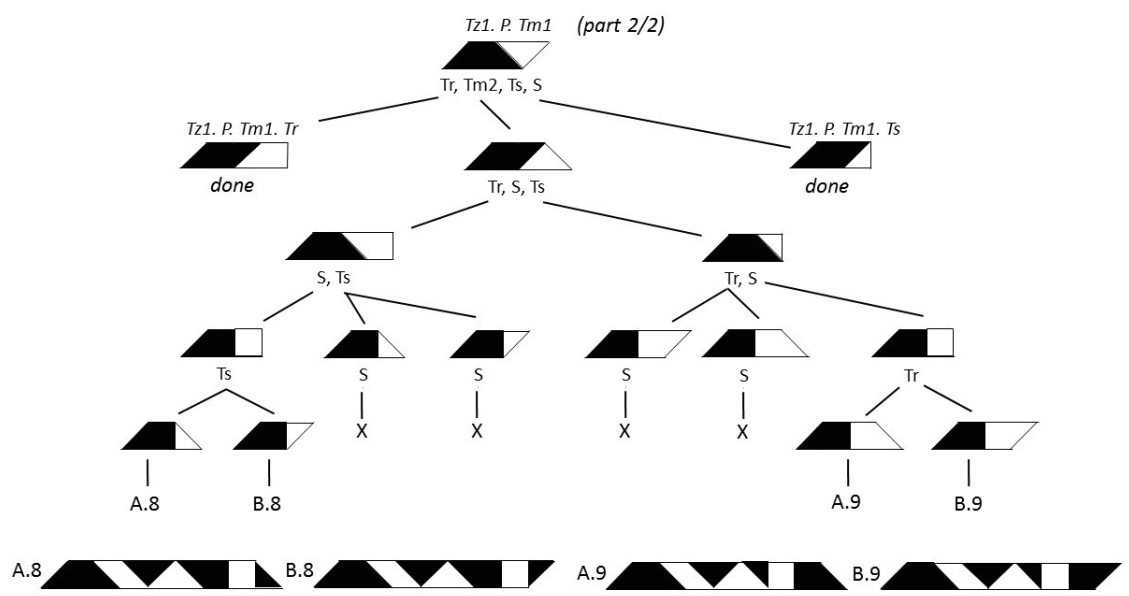 Tz1. P. Tm1 (part 2/2)
Tr, Tm2, Ts, S
Tz1. P. Tm1. Tr
Tz1. P. Tm1. Ts
done
Tr, S, Ts
done
S, Ts
Tr, S
Ts
S
S
S
S
Tr
X
X
X
X
A.8
B.8
A.9
B.9
A.8
B.8
A.9
B.9